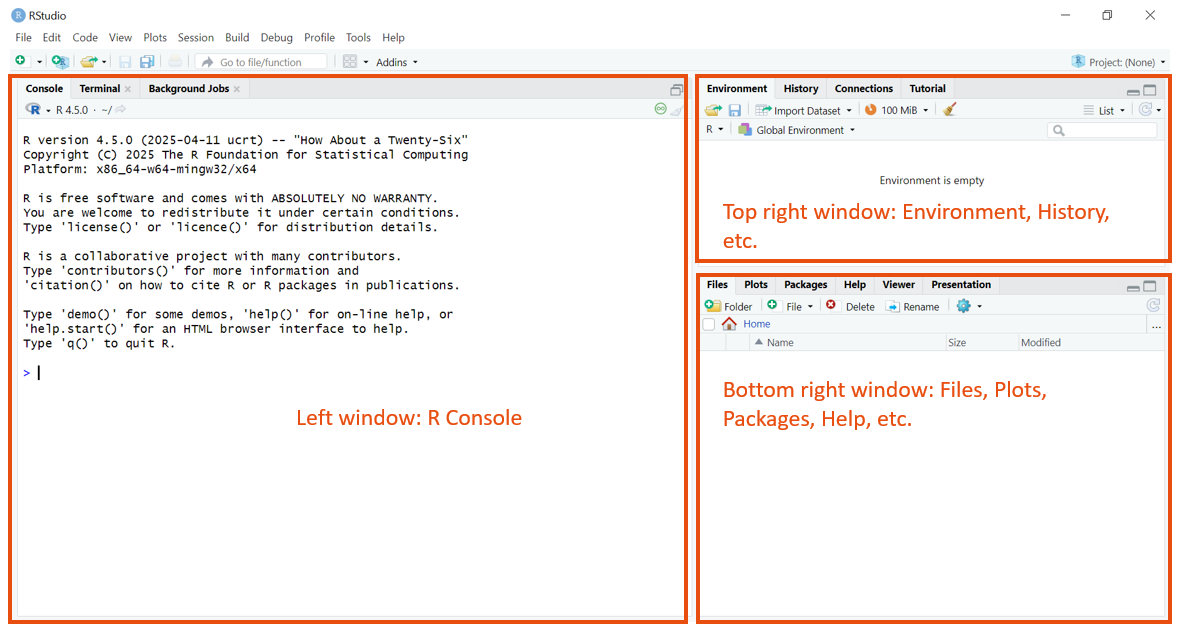 RStudio
File Edit Code View Plots Session Build Debug Profile Tools Help
Go to file/function Addins Project: (None)
Console Terminal Background Jobs
R 4.5.0 · ~/
R version 4.5.0 (2025-04-11 ucrt) -- "How About a Twenty-Six"
Copyright (C) 2025 The R Foundation for Statistical Computing
Platform: x86_64-w64-mingw32/x64
R is free software and comes with ABSOLUTELY NO WARRANTY.
You are welcome to redistribute it under certain conditions.
Type 'license()' or 'licence()' for distribution details.
R is a collaborative project with many contributors.
Type 'contributors()' for more information and
'citation()' on how to cite R or R packages in publications.
Type 'demo()' for some demos, 'help()' for on-line help, or
'help.start()' for an HTML browser interface to help.
Type 'q()' to quit R.
>
Left window: R Console
Environment History Connections Tutorial
Import Dataset 100 MiB List
R Global Environment
Environment is empty
Top right window: Environment, History,
etc.
Files Plots Packages Help Viewer Presentation
Folder File Delete Rename
Home ...
Name Size Modified
Bottom right window: Files, Plots,
Packages, Help, etc.